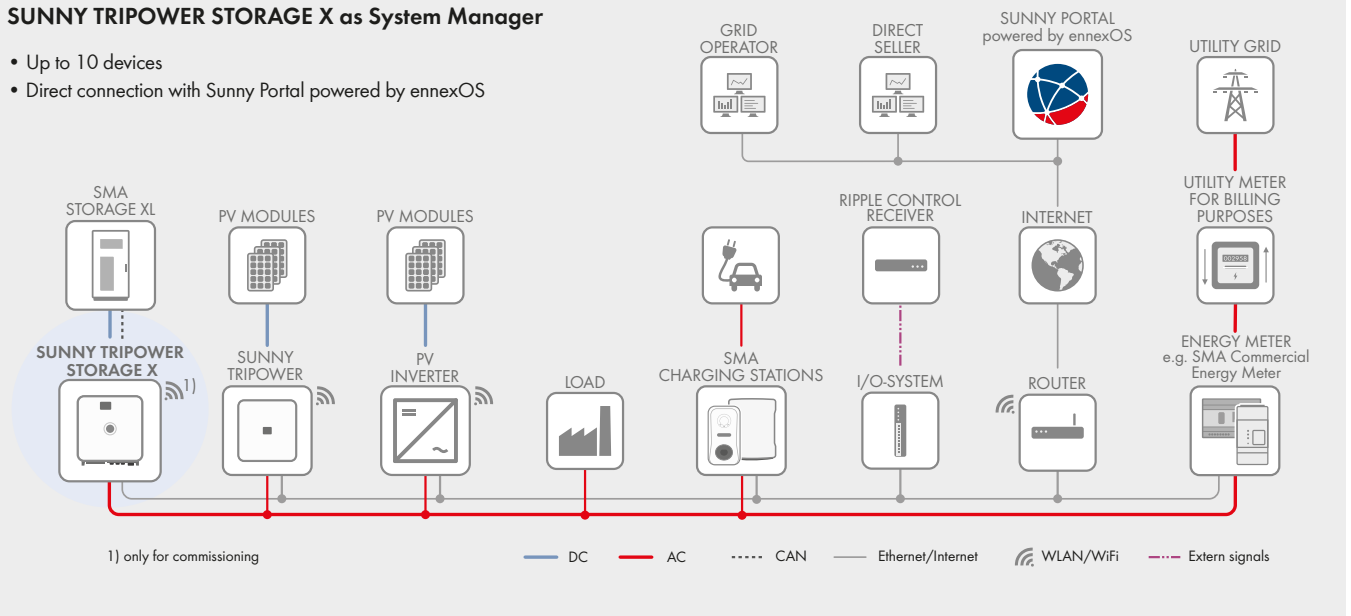 SUNNY TRIPOWER STORAGE X as System Manager
• Up to 10 devices
• Direct connection with Sunny Portal powered by ennexOS
GRID
OPERATOR
DIRECT
SELLER
SUNNY PORTAL
powered by ennexOS
UTILITY GRID
SMA
STORAGE XL
PV MODULES
PV MODULES
RIPPLE CONTROL
RECEIVER
INTERNET
UTILITY METER
FOR BILLING
PURPOSES
SUNNY TRIPOWER
STORAGE X
1)
SUNNY
TRIPOWER
PV
INVERTER
LOAD
SMA
CHARGING STATIONS
I/O-SYSTEM
ROUTER
ENERGY METER
e.g. SMA Commercial
Energy Meter
1) only for commissioning
DC
AC
CAN
Ethernet/Internet
WLAN/WiFi
Extern signals